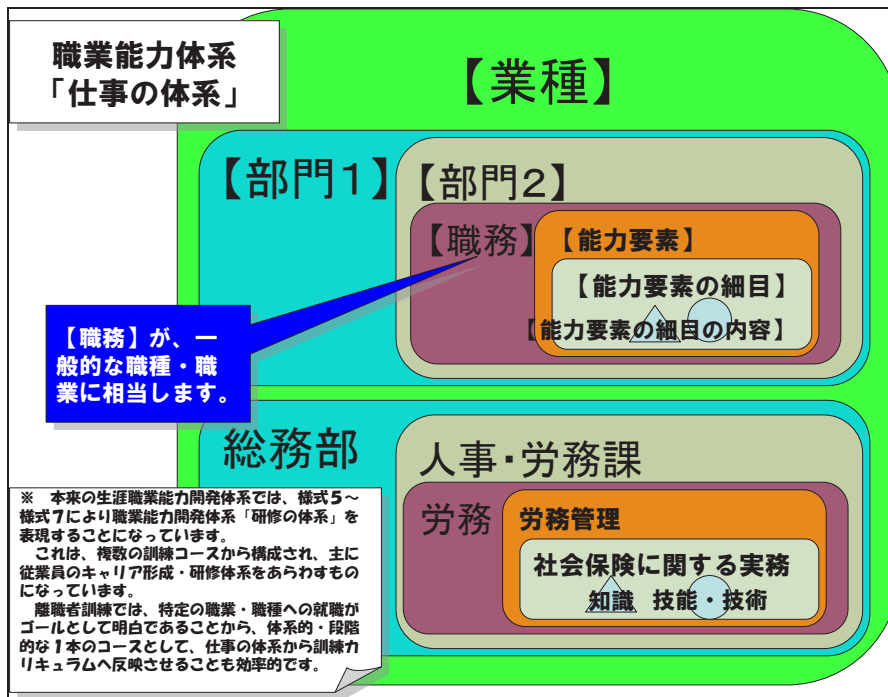 職業能力体系
「仕事の体系」
【業種】
【部門1】
【部門2】
【職務】
【能力要素】
【能力要素の細目】
【能力要素の細目の内容】
【職務】が、一
般的な職種・職
業に相当します。
総務部
人事・労務課
労務
労務管理
社会保険に関する実務
知識 技能・技術
※ 本来の生涯職業能力開発体系では、様式5～
様式7により職業能力開発体系「研修の体系」を
表現することになっています。
これは、複数の訓練コースから構成され、主に
従業員のキャリア形成・研修体系をあらわすもの
になっています。
離職者訓練では、特定の職業・職種への就職が
ゴールとして明白であることから、体系的・段階
的な1本のコースとして、仕事の体系から訓練カ
リキュラムへ反映させることも効率的です。